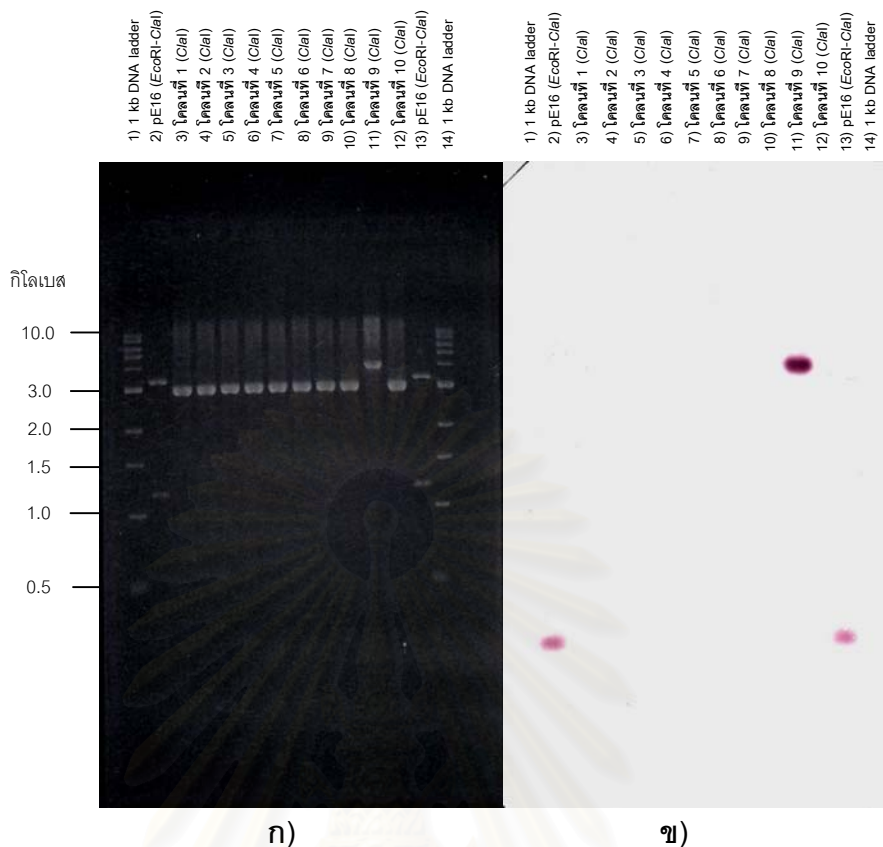 1) 1 kb DNA ladder
2) pE16 (EcoRI-ClaI)
3) โคลนที่ 1 (ClaI)
4) โคลนที่ 2 (ClaI)
5) โคลนที่ 3 (ClaI)
6) โคลนที่ 4 (ClaI)
7) โคลนที่ 5 (ClaI)
8) โคลนที่ 6 (ClaI)
9) โคลนที่ 7 (ClaI)
10) โคลนที่ 8 (ClaI)
11) โคลนที่ 9 (ClaI)
12) โคลนที่ 10 (ClaI)
13) pE16 (EcoRI-ClaI)
14) 1 kb DNA ladder
1) 1 kb DNA ladder
2) pE16 (EcoRI-ClaI)
3) โคลนที่ 1 (ClaI)
4) โคลนที่ 2 (ClaI)
5) โคลนที่ 3 (ClaI)
6) โคลนที่ 4 (ClaI)
7) โคลนที่ 5 (ClaI)
8) โคลนที่ 6 (ClaI)
9) โคลนที่ 7 (ClaI)
10) โคลนที่ 8 (ClaI)
11) โคลนที่ 9 (ClaI)
12) โคลนที่ 10 (ClaI)
13) pE16 (EcoRI-ClaI)
14) 1 kb DNA ladder
กิโลเบส
10.0
3.0
2.0
1.5
1.0
0.5
ก)
ข)